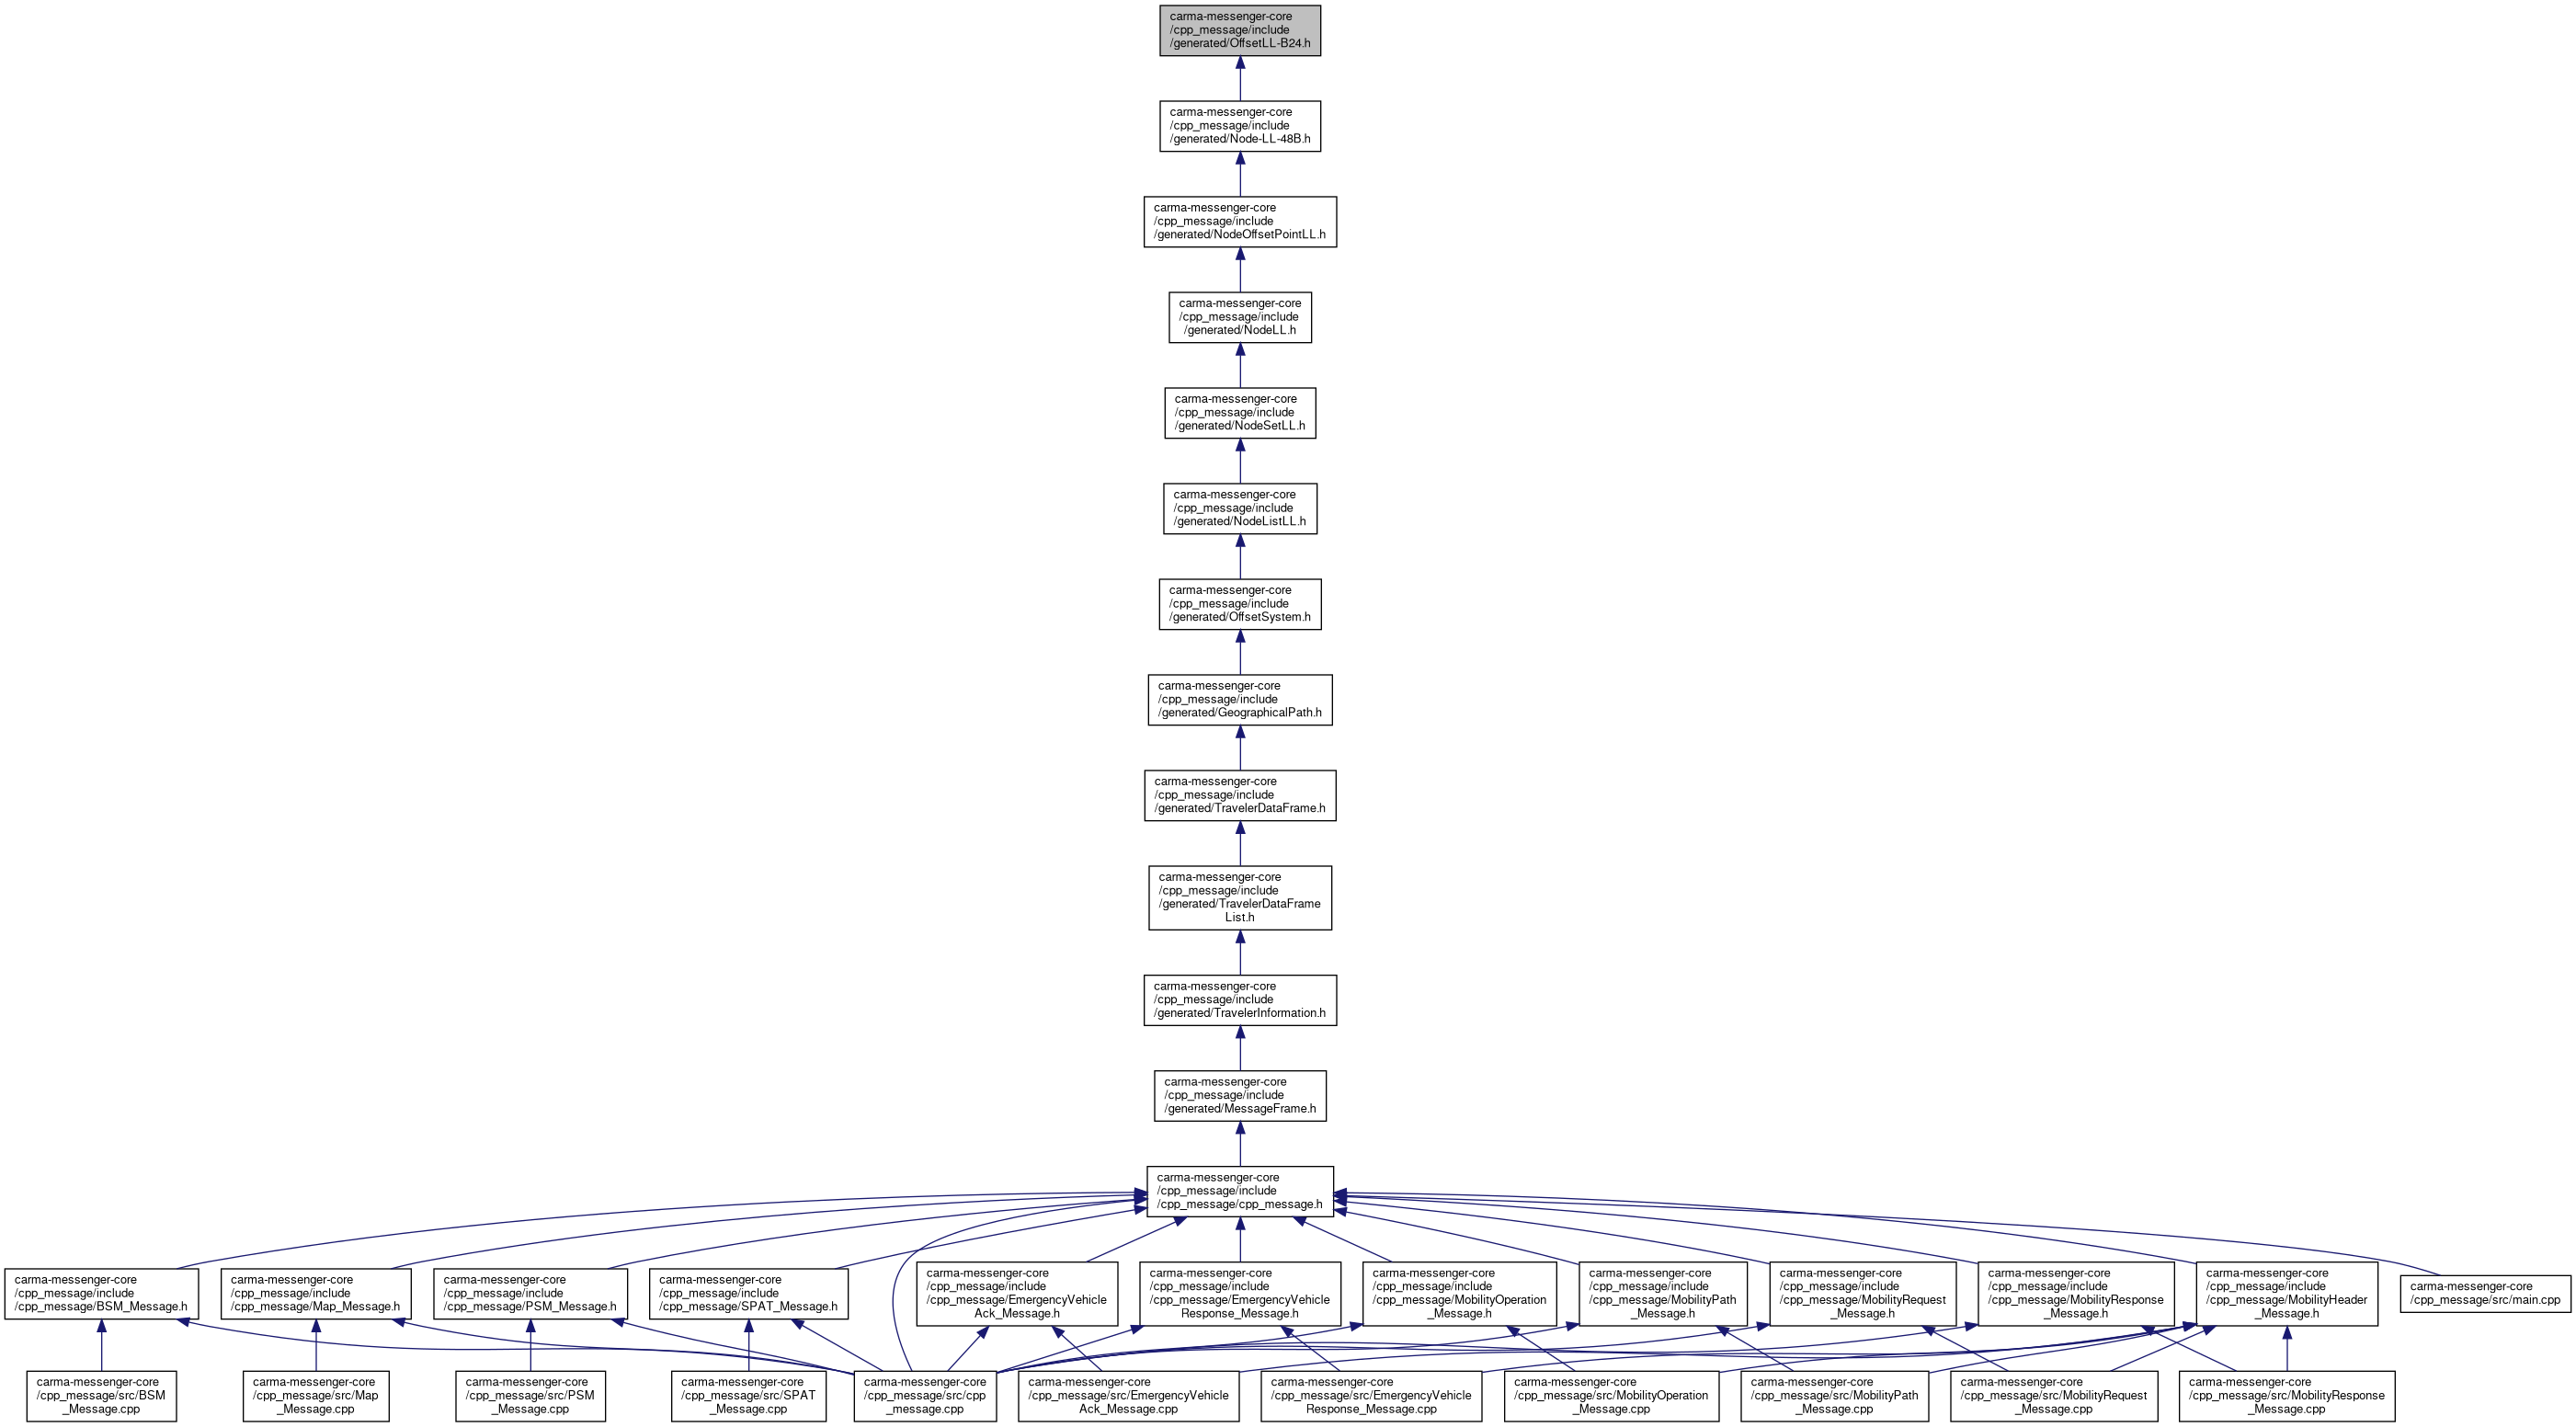 carma-messenger-core
/cpp_message/include
/generated/OffsetLL-B24.h
carma-messenger-core
/cpp_message/include
/generated/Node-LL-48B.h
carma-messenger-core
/cpp_message/include
/generated/NodeOffsetPointLL.h
carma-messenger-core
/cpp_message/include
/generated/NodeLL.h
carma-messenger-core
/cpp_message/include
/generated/NodeSetLL.h
carma-messenger-core
/cpp_message/include
/generated/NodeListLL.h
carma-messenger-core
/cpp_message/include
/generated/OffsetSystem.h
carma-messenger-core
/cpp_message/include
/generated/GeographicalPath.h
carma-messenger-core
/cpp_message/include
/generated/TravelerDataFrame.h
carma-messenger-core
/cpp_message/include
/generated/TravelerDataFrame
List.h
carma-messenger-core
/cpp_message/include
/generated/TravelerInformation.h
carma-messenger-core
/cpp_message/include
/generated/MessageFrame.h
carma-messenger-core
/cpp_message/include
/cpp_message/cpp_message.h
carma-messenger-core
/cpp_message/include
/cpp_message/BSM_Message.h
carma-messenger-core
/cpp_message/include
/cpp_message/Map_Message.h
carma-messenger-core
/cpp_message/include
/cpp_message/PSM_Message.h
carma-messenger-core
/cpp_message/include
/cpp_message/SPAT_Message.h
carma-messenger-core
/cpp_message/include
/cpp_message/EmergencyVehicle
Ack_Message.h
carma-messenger-core
/cpp_message/include
/cpp_message/EmergencyVehicle
Response_Message.h
carma-messenger-core
/cpp_message/include
/cpp_message/MobilityOperation
_Message.h
carma-messenger-core
/cpp_message/include
/cpp_message/MobilityPath
_Message.h
carma-messenger-core
/cpp_message/include
/cpp_message/MobilityRequest
_Message.h
carma-messenger-core
/cpp_message/include
/cpp_message/MobilityResponse
_Message.h
carma-messenger-core
/cpp_message/include
/cpp_message/MobilityHeader
_Message.h
carma-messenger-core
/cpp_message/src/main.cpp
carma-messenger-core
/cpp_message/src/BSM
_Message.cpp
carma-messenger-core
/cpp_message/src/Map
_Message.cpp
carma-messenger-core
/cpp_message/src/PSM
_Message.cpp
carma-messenger-core
/cpp_message/src/SPAT
_Message.cpp
carma-messenger-core
/cpp_message/src/cpp
_message.cpp
carma-messenger-core
/cpp_message/src/EmergencyVehicle
Ack_Message.cpp
carma-messenger-core
/cpp_message/src/EmergencyVehicle
Response_Message.cpp
carma-messenger-core
/cpp_message/src/MobilityOperation
_Message.cpp
carma-messenger-core
/cpp_message/src/MobilityPath
_Message.cpp
carma-messenger-core
/cpp_message/src/MobilityRequest
_Message.cpp
carma-messenger-core
/cpp_message/src/MobilityResponse
_Message.cpp